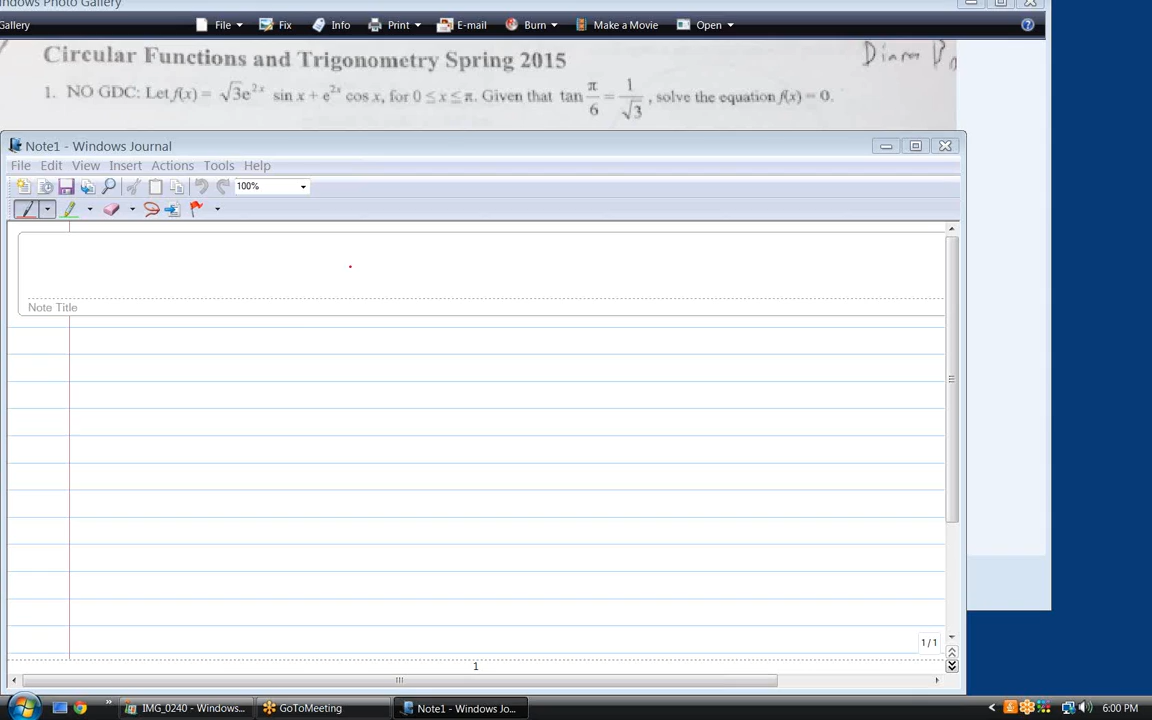 ndows Photo Gallery
Gallery
File
Fix
Info
Print
E-mail
Burn
Make a Movie
Open
Circular Functions and Trigonometry Spring 2015
1. NO GDC: Let f(x) = √3e^{2x} sin x + e^{2x} cos x, for 0 ≤ x ≤ π. Given that tan π/6 = 1/√3, solve the equation f(x) = 0.
Note1 - Windows Journal
File Edit View Insert Actions Tools Help
100%
Note Title
1 / 1
1
IMG_0240 - Windows...
GoToMeeting
Note1 - Windows Jo...
6:00 PM